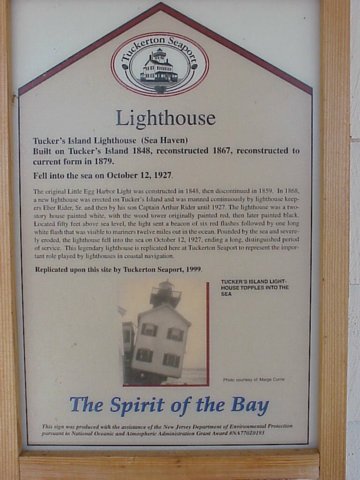 Tuckerton Seaport
Lighthouse
Tucker's Island Lighthouse (Sea Haven)
Built on Tucker's Island 1848, reconstructed 1867, reconstructed to
current form in 1879.
Fell into the sea on October 12, 1927.
The original Little Egg Harbor Light was constructed in 1848, then discontinued in 1859. In 1868,
a new lighthouse was erected on Tucker's Island and was manned continuously by lighthouse keep-
ers Eber Rider, Sr. and then by his son Captain Arthur Rider until 1927. The lighthouse was a two-
story house painted white, with the wood tower originally painted red, then later painted black.
Located fifty feet above sea level, the light sent a beacon of six red flashes followed by one long
white flash that was visible to mariners twelve miles out in the ocean. Pounded by the sea and severe-
ly eroded, the lighthouse fell into the sea on October 12, 1927, ending a long, distinguished period
of service. This legendary lighthouse is replicated here at Tuckerton Seaport to represent the impor-
tant role played by lighthouses in coastal navigation.
Replicated upon this site by Tuckerton Seaport, 1999.
TUCKER'S ISLAND LIGHT-
HOUSE TOPPLES INTO THE
SEA
Photo courtesy of: Marge Currie
The Spirit of the Bay
This sign was produced with the assistance of the New Jersey Department of Environmental Protection
pursuant to National Oceanic and Atmospheric Administration Grant Award #NA770Z0193